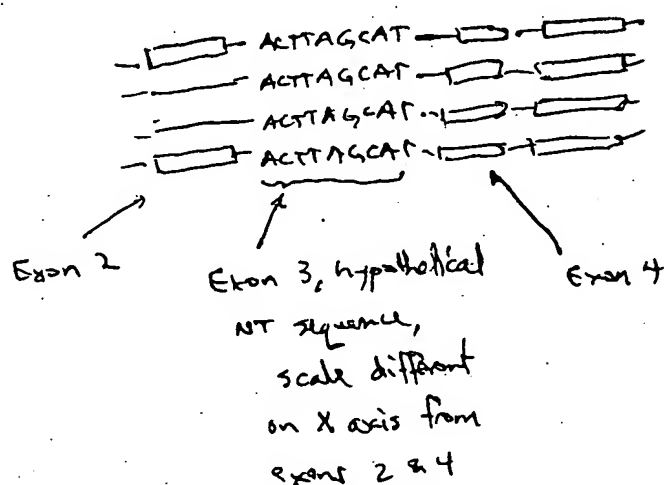 ACTTAGCAT
ACTTAGCAT
ACTTAGCAT
ACTTAGCAT
Exon 2
Exon 3, hypothetical
NT sequence,
scale different
on X axis from
exons 2 & 4
Exon 4